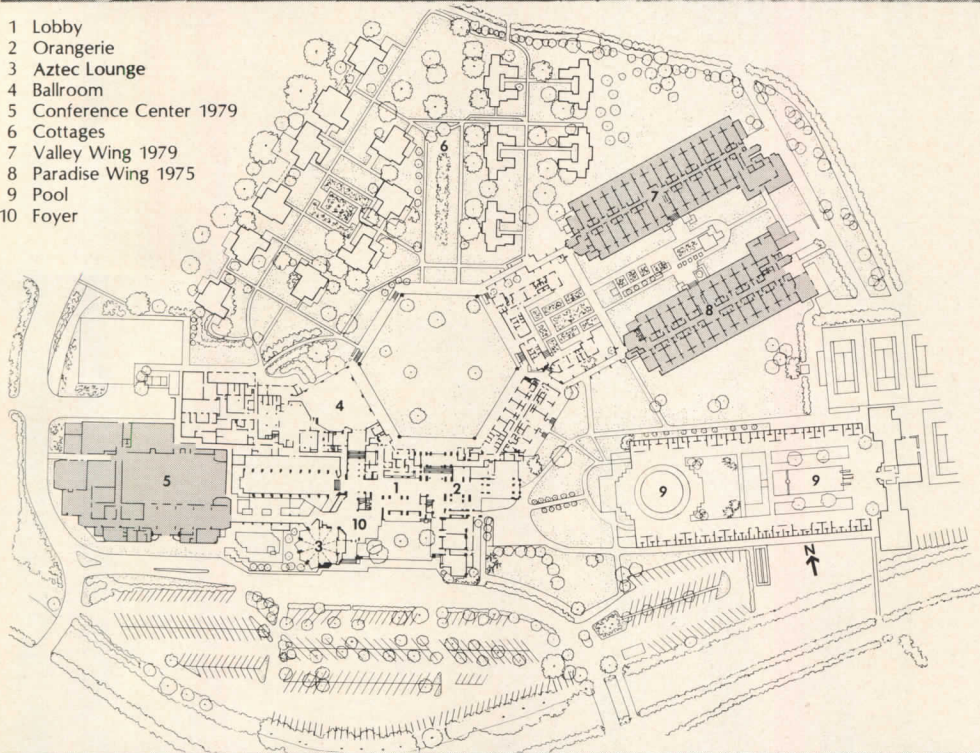 1 Lobby
2 Orangerie
3 Aztec Lounge
4 Ballroom
5 Conference Center 1979
6 Cottages
7 Valley Wing 1979
8 Paradise Wing 1975
9 Pool
10 Foyer
6
7
8
4
5
1
2
9
9
10
3
N